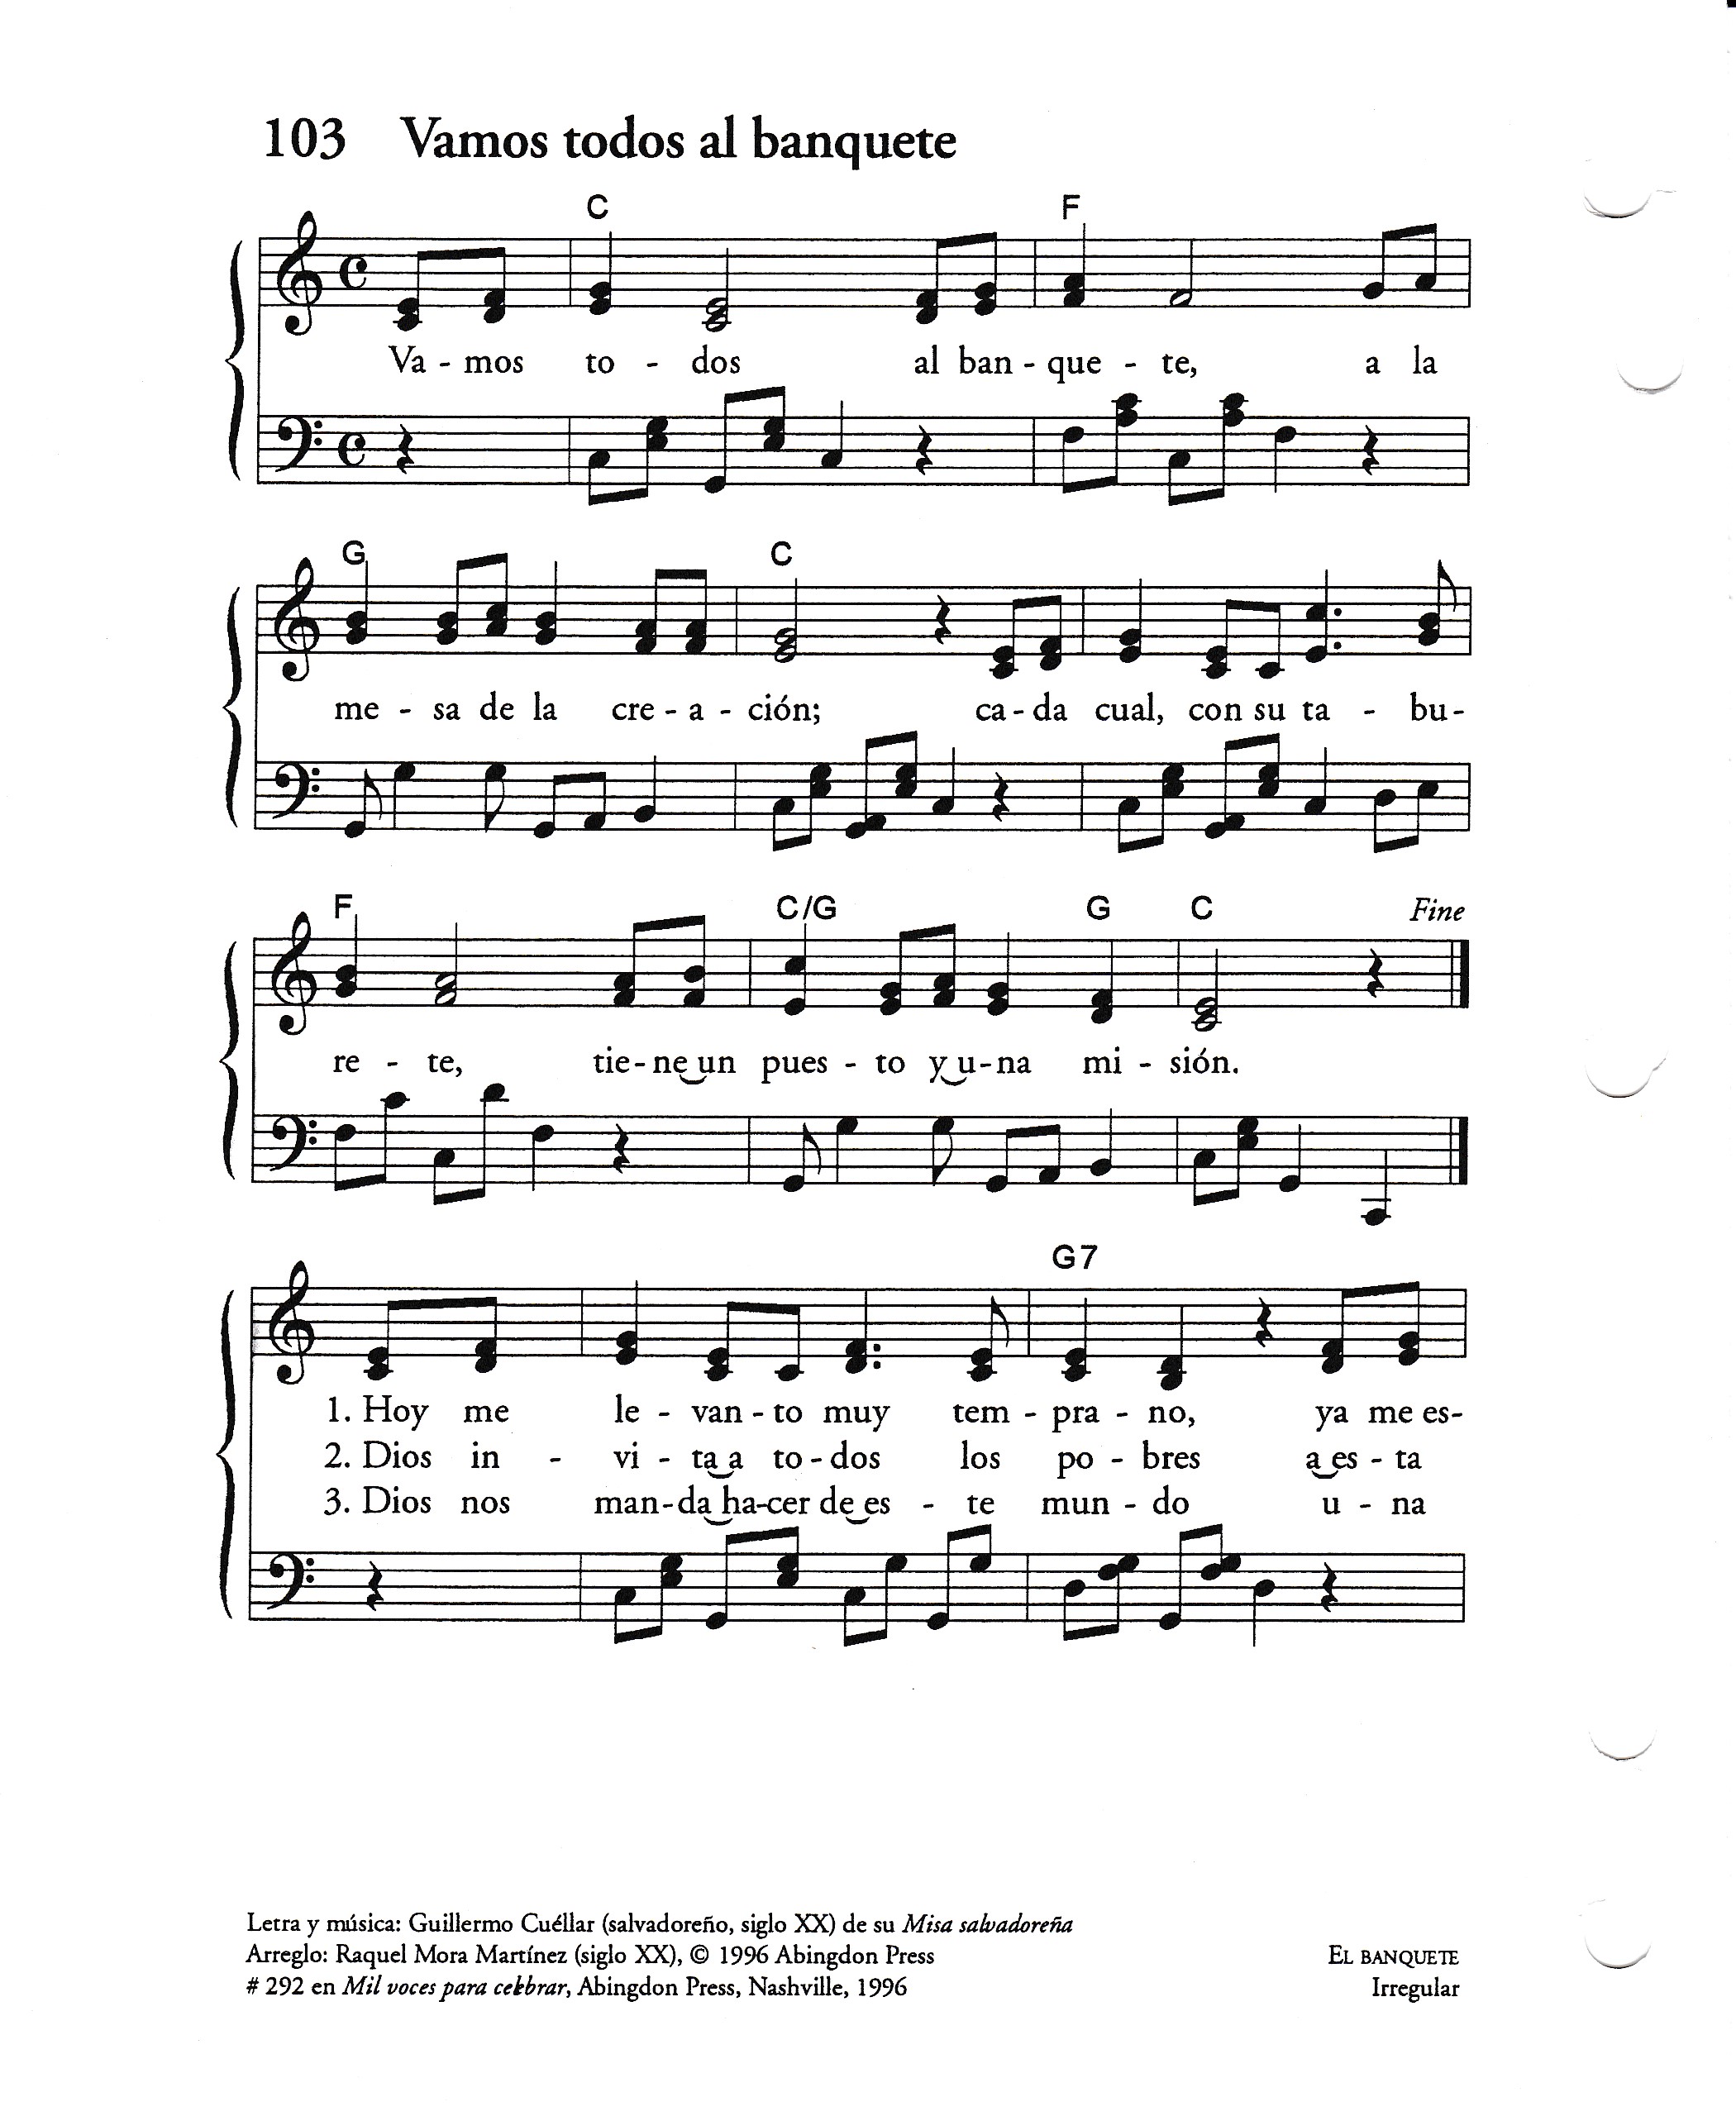 103 Vamos todos al banquete
C F
Va - mos to - dos al ban - que - te, a la
G C
me - sa de la cre - a - ción; ca - da cual, con su ta - bu-
F C/G G C Fine
re - te, tie - ne un pues - to y u - na mi - sión.
G7
1. Hoy me le - van - to muy tem - pra - no, ya me es-
2. Dios in - vi - ta a to - dos los po - bres a es - ta
3. Dios nos man - da ha - cer de es - te mun - do u - na
Letra y música: Guillermo Cuéllar (salvadoreño, siglo XX) de su Misa salvadoreña
Arreglo: Raquel Mora Martínez (siglo XX), © 1996 Abingdon Press
EL BANQUETE
# 292 en Mil voces para celebrar, Abingdon Press, Nashville, 1996
Irregular